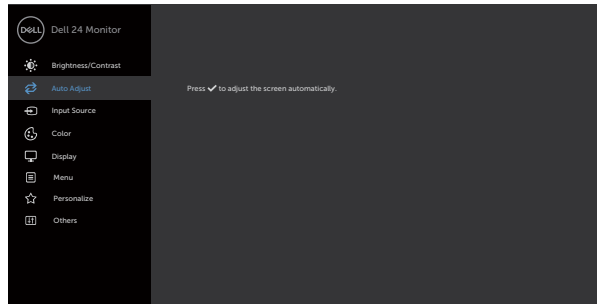 DELL
Dell 24 Monitor
Brightness/Contrast
Auto Adjust
Press ✔ to adjust the screen automatically.
Input Source
Color
Display
Menu
Personalize
Others